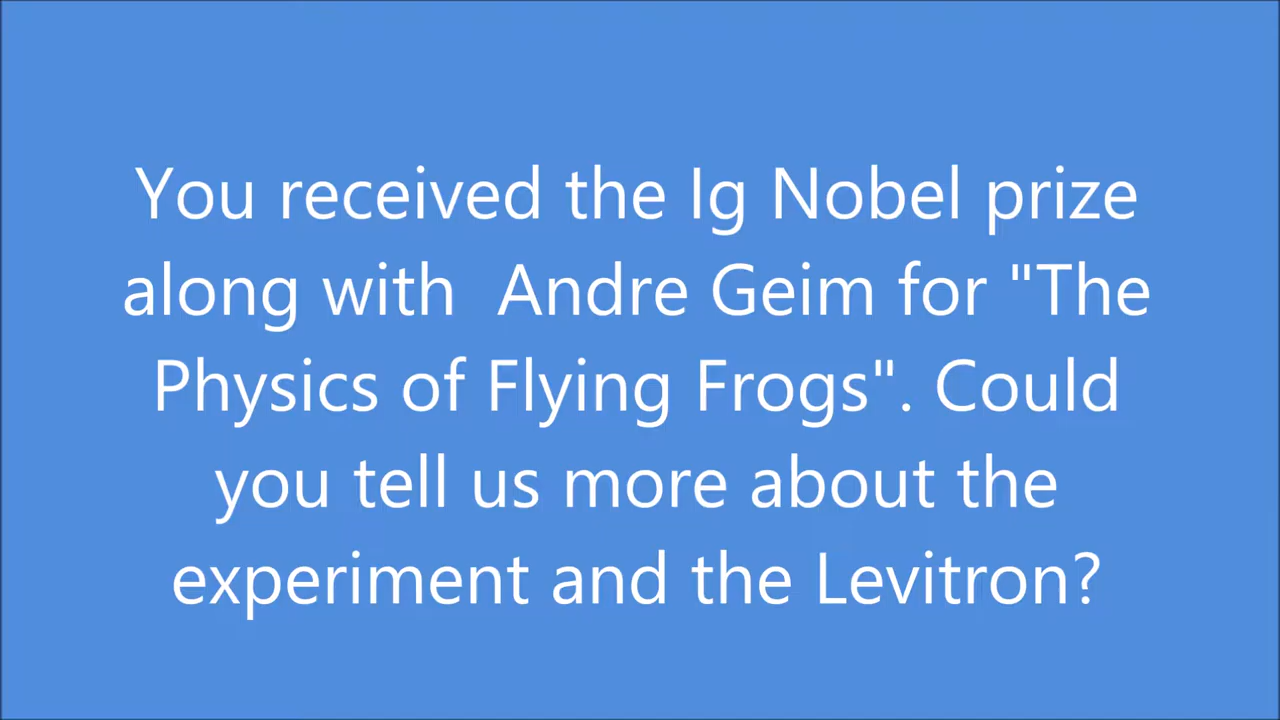 You received the Ig Nobel prize
along with  Andre Geim for "The
Physics of Flying Frogs". Could
you tell us more about the
experiment and the Levitron?